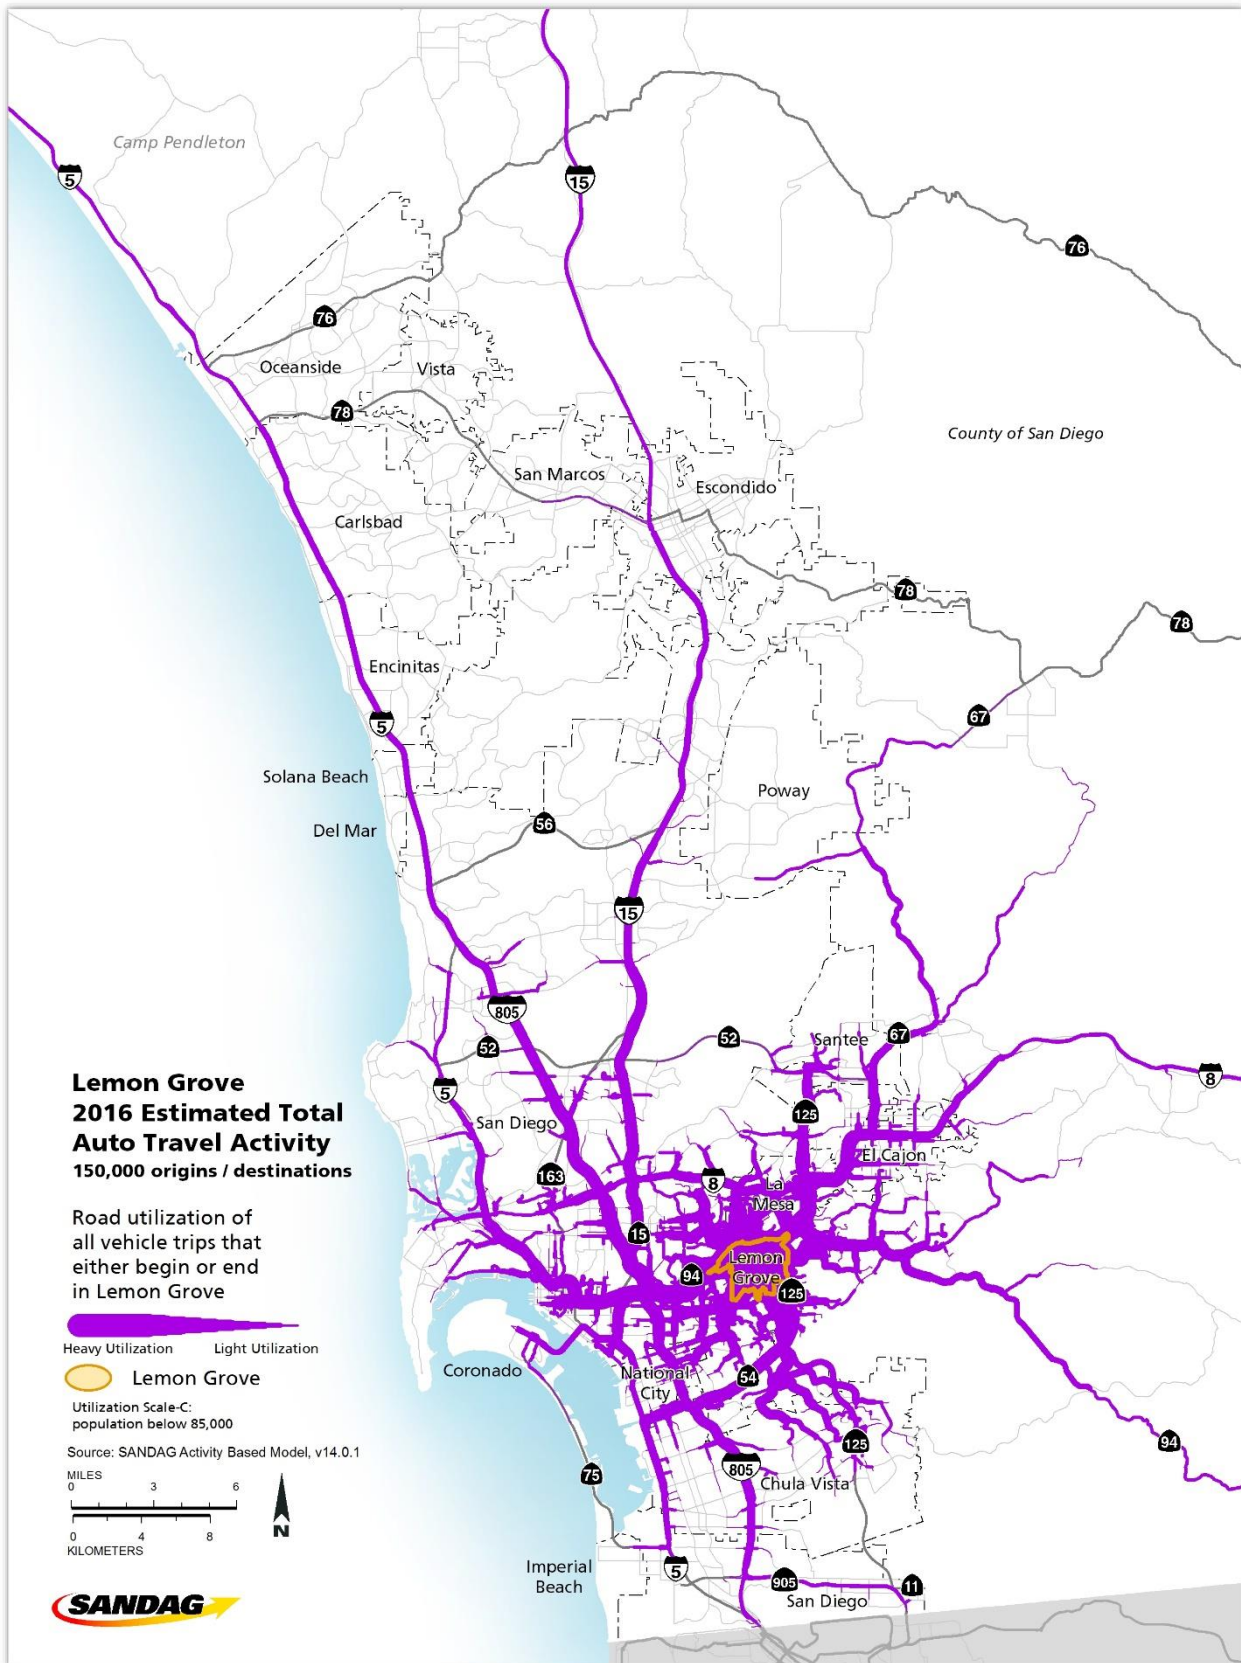 Camp Pendleton
5
15
76
76
Oceanside
Vista
78
County of San Diego
San Marcos
Escondido
Carlsbad
78
78
Encinitas
67
5
Solana Beach
Poway
Del Mar
56
15
805
52
52
Santee
67
8
5
125
San Diego
El Cajon
163
8
La
Mesa
15
94
Lemon
Grove
125
Coronado
National
City
54
125
94
75
805
Chula Vista
Imperial
Beach
5
905
11
San Diego
Lemon Grove
2016 Estimated Total
Auto Travel Activity
150,000 origins / destinations
Road utilization of
all vehicle trips that
either begin or end
in Lemon Grove
Heavy Utilization Light Utilization
Lemon Grove
Utilization Scale-C:
population below 85,000
Source: SANDAG Activity Based Model, v14.0.1
MILES
0 3 6
0 4 8
KILOMETERS
N
SANDAG